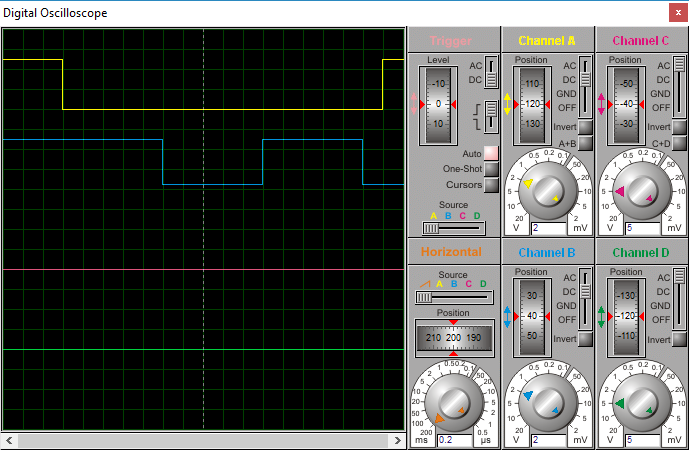 Digital Oscilloscope
x
Trigger
Level
-10
0
10
Auto
One-Shot
Cursors
Source
A B C D
Channel A
Position
110
120
130
AC
DC
GND
OFF
Invert
A+B
20 10 5 2 1 0.5 0.2 0.1 50 20 10 5 2
V 2 mV
Channel C
Position
-50
-40
-30
AC
DC
GND
OFF
Invert
C+D
20 10 5 2 1 0.5 0.2 0.1 50 20 10 5 2
V 5 mV
Horizontal
Source
A B C D
Position
210 200 190
200 100 50 20 10 5 2 1 0.5 0.2 0.1 50 20 10 5 2 1 0.5
ms 0.2 µs
Channel B
Position
30
40
50
AC
DC
GND
OFF
Invert
20 10 5 2 1 0.5 0.2 0.1 50 20 10 5 2
V 2 mV
Channel D
Position
-130
-120
-110
AC
DC
GND
OFF
Invert
20 10 5 2 1 0.5 0.2 0.1 50 20 10 5 2
V 5 mV